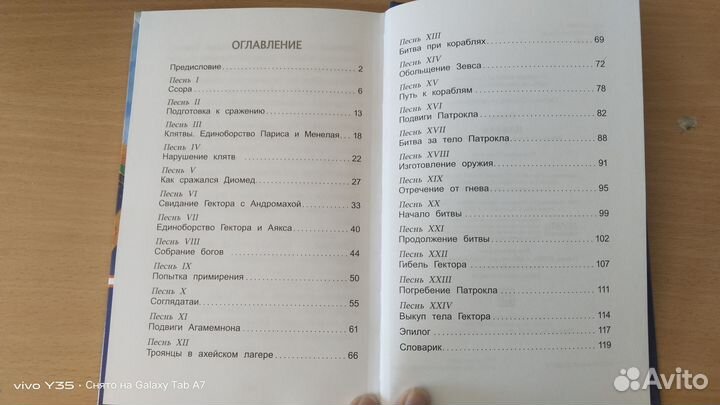 ОГЛАВЛЕНИЕ
Предисловие 2
Песнь I
Ссора 6
Песнь II
Подготовка к сражению 13
Песнь III
Клятвы. Единоборство Париса и Менелая 18
Песнь IV
Нарушение клятв 22
Песнь V
Как сражался Диомед 27
Песнь VI
Свидание Гектора с Андромахой 33
Песнь VII
Единоборство Гектора и Аякса 40
Песнь VIII
Собрание богов 44
Песнь IX
Попытка примирения 50
Песнь X
Соглядатаи 55
Песнь XI
Подвиги Агамемнона 61
Песнь XII
Троянцы в ахейском лагере 66
Песнь XIII
Битва при кораблях 69
Песнь XIV
Обольщение Зевса 72
Песнь XV
Путь к кораблям 78
Песнь XVI
Подвиги Патрокла 82
Песнь XVII
Битва за тело Патрокла 88
Песнь XVIII
Изготовление оружия 91
Песнь XIX
Отречение от гнева 95
Песнь XX
Начало битвы 99
Песнь XXI
Продолжение битвы 102
Песнь XXII
Гибель Гектора 107
Песнь XXIII
Погребение Патрокла 111
Песнь XXIV
Выкуп тела Гектора 114
Эпилог 117
Словарик 119
vivo Y35 · Снято на Galaxy Tab A7
Avito